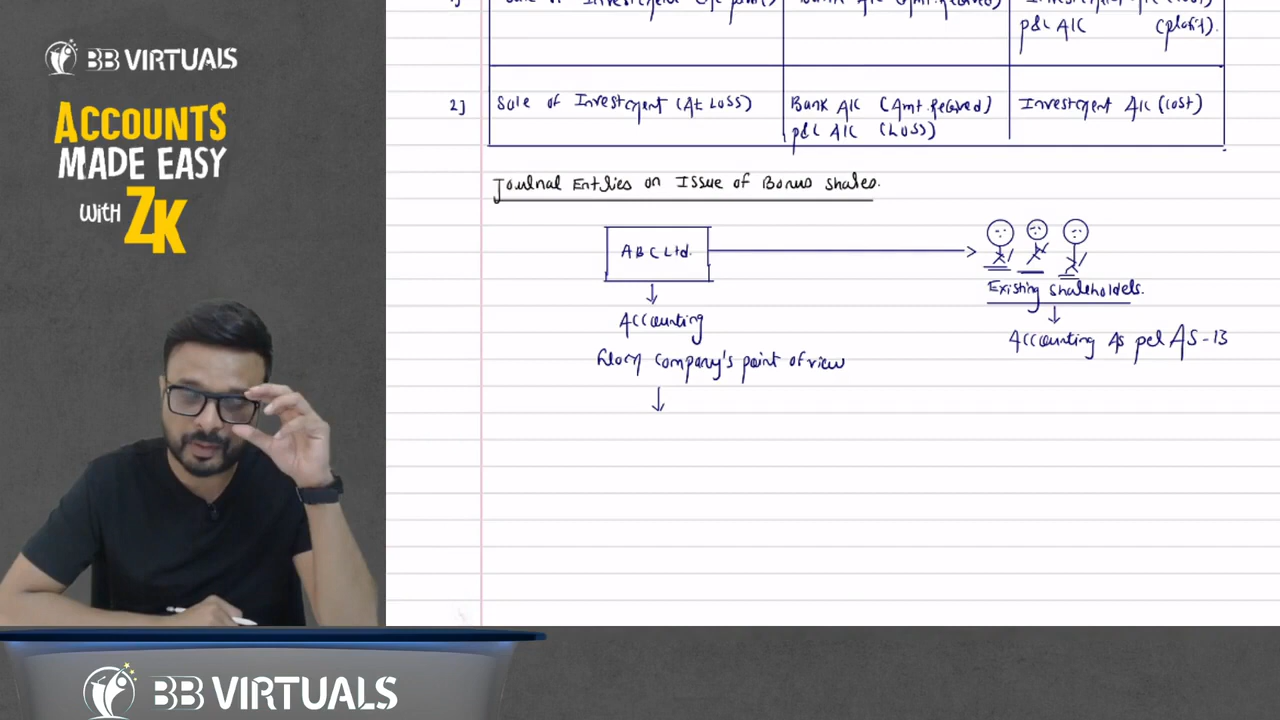 BB VIRTUALS
ACCOUNTS
MADE EASY
WITH ZK
P&L A/C (profit).
2] Sale of Investment (At Loss) Bank A/C (Amt. received) Investment A/C (cost)
P&L A/C (Loss)
Journal Entries on Issue of Bonus shares.
ABC Ltd.
Existing shareholders.
Accounting
Accounting As per AS-13
from company's point of view
BB VIRTUALS